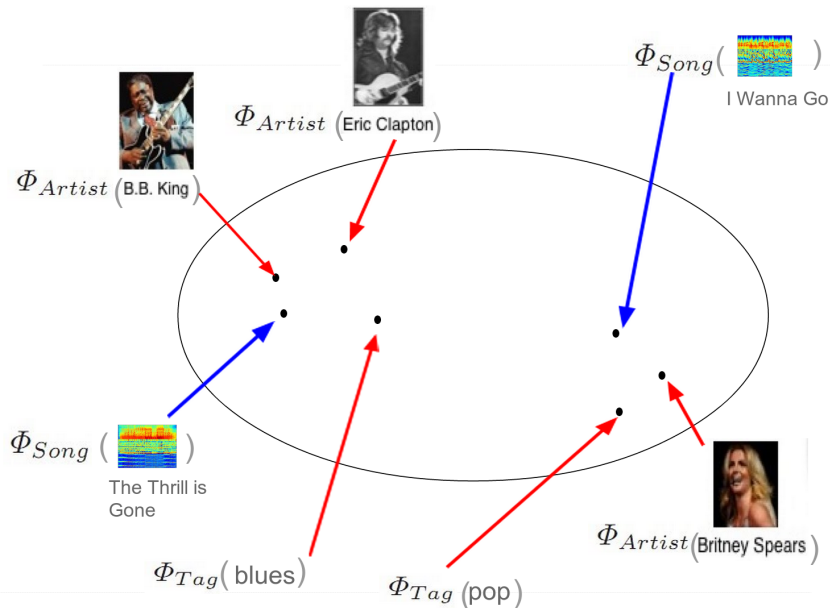 Φ_Song( )
I Wanna Go
Φ_Artist(Eric Clapton)
Φ_Artist(B.B. King)
Φ_Song( )
The Thrill is
Gone
Φ_Artist(Britney Spears)
Φ_Tag(blues)
Φ_Tag(pop)